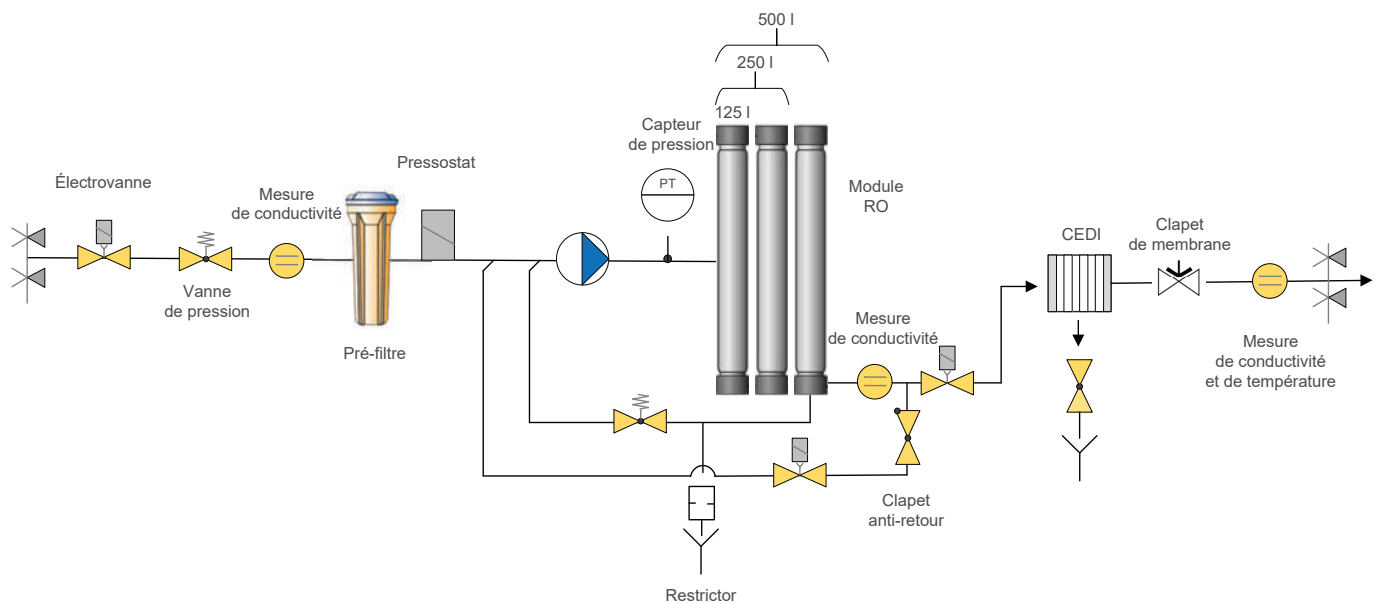 500 l
250 l
125 l
Capteur
de pression
PT
Pressostat
Électrovanne
Mesure
de conductivité
Module
RO
Clapet
de membrane
CEDI
Vanne
de pression
Pré-filtre
Mesure
de conductivité
Mesure
de conductivité
et de température
Clapet
anti-retour
Restrictor